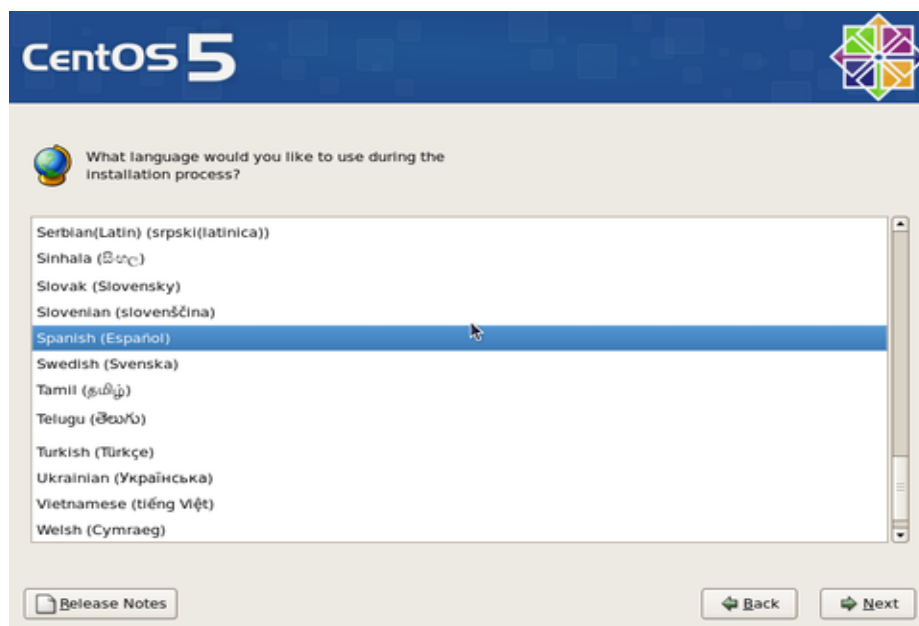 CentOS 5
What language would you like to use during the
installation process?
Serbian(Latin) (srpski(latinica))
Sinhala (සිංහල)
Slovak (Slovensky)
Slovenian (slovenščina)
Spanish (Español)
Swedish (Svenska)
Tamil (தமிழ்)
Telugu (తెలుగు)
Turkish (Türkçe)
Ukrainian (Українська)
Vietnamese (tiếng Việt)
Welsh (Cymraeg)
Release Notes
Back
Next